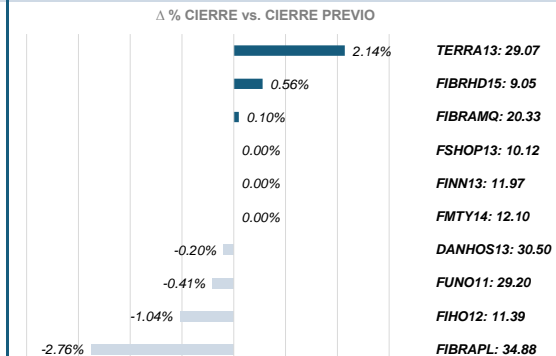 Δ % CIERRE vs. CIERRE PREVIO
2.14% TERRA13: 29.07
0.56% FIBRHD15: 9.05
0.10% FIBRAMQ: 20.33
0.00% FSHOP13: 10.12
0.00% FINN13: 11.97
0.00% FMTY14: 12.10
-0.20% DANHOS13: 30.50
-0.41% FUNO11: 29.20
-1.04% FIHO12: 11.39
-2.76% FIBRAPL: 34.88